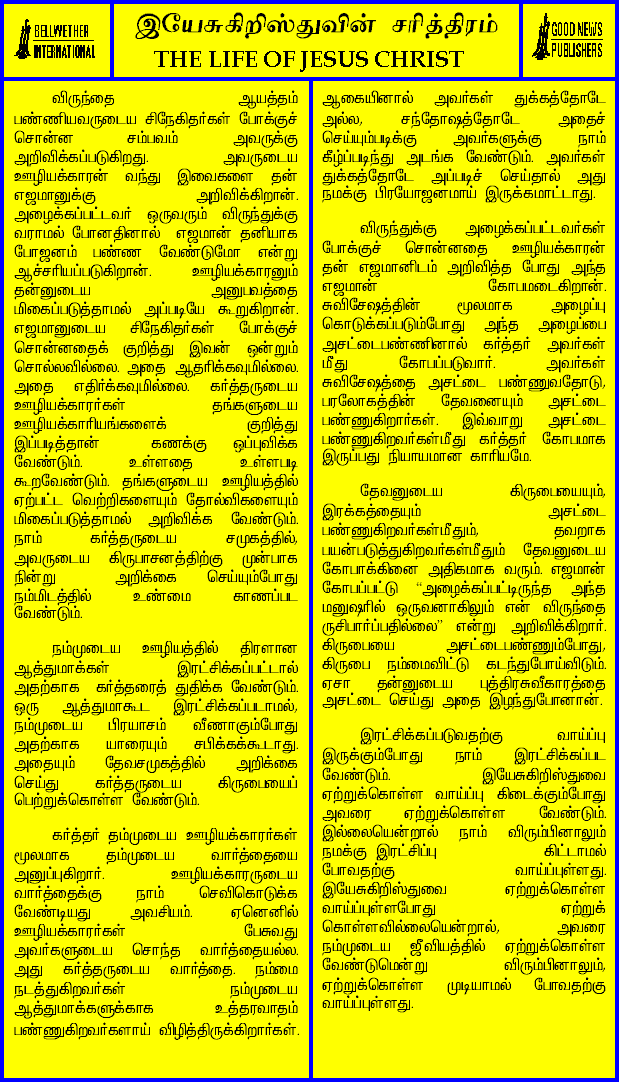 BELLWETHER
INTERNATIONAL
இயேசுகிறிஸ்துவின் சரித்திரம்
THE LIFE OF JESUS CHRIST
GOOD NEWS
PUBLISHERS
விருந்தை ஆயத்தம்
பண்ணியவருடைய சிநேகிதர்கள் போக்குச்
சொன்ன சம்பவம் அவருக்கு
அறிவிக்கப்படுகிறது. அவருடைய
ஊழியக்காரன் வந்து இவைகளை தன்
எஜமானுக்கு அறிவிக்கிறான்.
அழைக்கப்பட்டவர் ஒருவரும் விருந்துக்கு
வராமல் போனதினால் எஜமான் தனியாக
போஜனம் பண்ண வேண்டுமோ என்று
ஆச்சரியப்படுகிறான். ஊழியக்காரனும்
தன்னுடைய அனுபவத்தை
மிகைப்படுத்தாமல் அப்படியே கூறுகிறான்.
எஜமானுடைய சிநேகிதர்கள் போக்குச்
சொன்னதைக் குறித்து இவன் ஒன்றும்
சொல்லவில்லை. அதை ஆதரிக்கவுமில்லை.
அதை எதிர்க்கவுமில்லை. கர்த்தருடைய
ஊழியக்காரர்கள் தங்களுடைய
ஊழியக்காரியங்களைக் குறித்து
இப்படித்தான் கணக்கு ஒப்புவிக்க
வேண்டும். உள்ளதை உள்ளபடி
கூறவேண்டும். தங்களுடைய ஊழியத்தில்
ஏற்பட்ட வெற்றிகளையும் தோல்விகளையும்
மிகைப்படுத்தாமல் அறிவிக்க வேண்டும்.
நாம் கர்த்தருடைய சமுகத்தில்,
அவருடைய கிருபாசனத்திற்கு முன்பாக
நின்று அறிக்கை செய்யும்போது
நம்மிடத்தில் உண்மை காணப்பட
வேண்டும்.
நம்முடைய ஊழியத்தில் திரளான
ஆத்துமாக்கள் இரட்சிக்கப்பட்டால்
அதற்காக கர்த்தரைத் துதிக்க வேண்டும்.
ஒரு ஆத்துமாகூட இரட்சிக்கப்படாமல்,
நம்முடைய பிரயாசம் வீணாகும்போது
அதற்காக யாரையும் சபிக்கக்கூடாது.
அதையும் தேவசமுகத்தில் அறிக்கை
செய்து கர்த்தருடைய கிருபையைப்
பெற்றுக்கொள்ள வேண்டும்.
கர்த்தர் தம்முடைய ஊழியக்காரர்கள்
மூலமாக தம்முடைய வார்த்தையை
அனுப்புகிறார். ஊழியக்காரருடைய
வார்த்தைக்கு நாம் செவிகொடுக்க
வேண்டியது அவசியம். ஏனெனில்
ஊழியக்காரர்கள் பேசுவது
அவர்களுடைய சொந்த வார்த்தையல்ல.
அது கர்த்தருடைய வார்த்தை. நம்மை
நடத்துகிறவர்கள் நம்முடைய
ஆத்துமாக்களுக்காக உத்தரவாதம்
பண்ணுகிறவர்களாய் விழித்திருக்கிறார்கள்.
ஆகையினால் அவர்கள் துக்கத்தோடே
அல்ல, சந்தோஷத்தோடே அதைச்
செய்யும்படிக்கு அவர்களுக்கு நாம்
கீழ்ப்படிந்து அடங்க வேண்டும். அவர்கள்
துக்கத்தோடே அப்படிச் செய்தால் அது
நமக்கு பிரயோஜனமாய் இருக்கமாட்டாது.
விருந்துக்கு அழைக்கப்பட்டவர்கள்
போக்குச் சொன்னதை ஊழியக்காரன்
தன் எஜமானிடம் அறிவித்த போது அந்த
எஜமான் கோபமடைகிறான்.
சுவிசேஷத்தின் மூலமாக அழைப்பு
கொடுக்கப்படும்போது அந்த அழைப்பை
அசட்டைபண்ணினால் கர்த்தர் அவர்கள்
மீது கோபப்படுவார். அவர்கள்
சுவிசேஷத்தை அசட்டை பண்ணுவதோடு,
பரலோகத்தின் தேவனையும் அசட்டை
பண்ணுகிறார்கள். இவ்வாறு அசட்டை
பண்ணுகிறவர்கள்மீது கர்த்தர் கோபமாக
இருப்பது நியாயமான காரியமே.
தேவனுடைய கிருபையையும்,
இரக்கத்தையும் அசட்டை
பண்ணுகிறவர்கள்மீதும், தவறாக
பயன்படுத்துகிறவர்கள்மீதும் தேவனுடைய
கோபாக்கினை அதிகமாக வரும். எஜமான்
கோபப்பட்டு “அழைக்கப்பட்டிருந்த அந்த
மனுஷரில் ஒருவனாகிலும் என் விருந்தை
ருசிபார்ப்பதில்லை” என்று அறிவிக்கிறார்.
கிருபையை அசட்டைபண்ணும்போது,
கிருபை நம்மைவிட்டு கடந்துபோய்விடும்.
ஏசா தன்னுடைய புத்திரசுவீகாரத்தை
அசட்டை செய்து அதை இழந்துபோனான்.
இரட்சிக்கப்படுவதற்கு வாய்ப்பு
இருக்கும்போது நாம் இரட்சிக்கப்பட
வேண்டும். இயேசுகிறிஸ்துவை
ஏற்றுக்கொள்ள வாய்ப்பு கிடைக்கும்போது
அவரை ஏற்றுக்கொள்ள வேண்டும்.
இல்லையென்றால் நாம் விரும்பினாலும்
நமக்கு இரட்சிப்பு கிட்டாமல்
போவதற்கு வாய்ப்புள்ளது.
இயேசுகிறிஸ்துவை ஏற்றுக்கொள்ள
வாய்ப்புள்ளபோது ஏற்றுக்
கொள்ளவில்லையென்றால், அவரை
நம்முடைய ஜீவியத்தில் ஏற்றுக்கொள்ள
வேண்டுமென்று விரும்பினாலும்,
ஏற்றுக்கொள்ள முடியாமல் போவதற்கு
வாய்ப்புள்ளது.